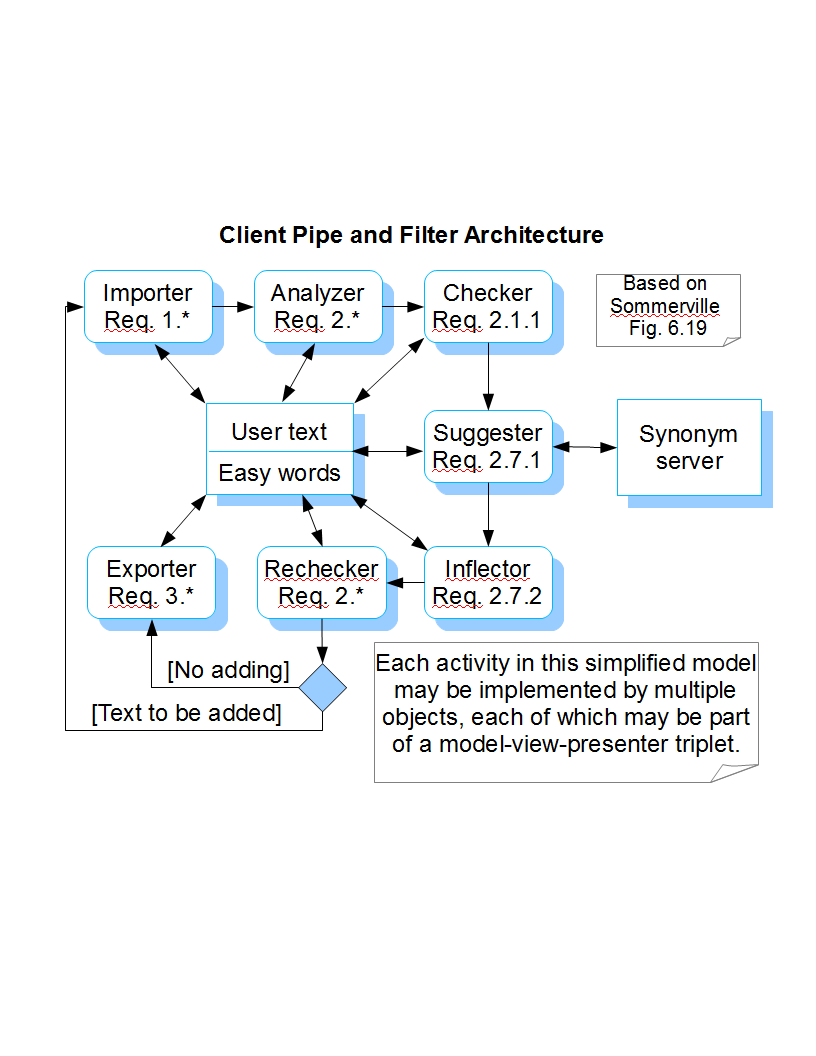 Client Pipe and Filter Architecture
Importer
Req. 1.*
Analyzer
Req. 2.*
Checker
Req. 2.1.1
Based on
Sommerville
Fig. 6.19
User text
Easy words
Suggester
Req. 2.7.1
Synonym
server
Exporter
Req. 3.*
Rechecker
Req. 2.*
Inflector
Req. 2.7.2
[No adding]
[Text to be added]
Each activity in this simplified model
may be implemented by multiple
objects, each of which may be part
of a model-view-presenter triplet.